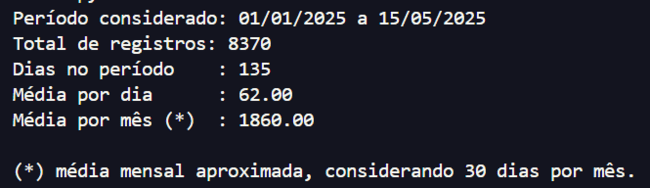 Período considerado: 01/01/2025 a 15/05/2025
Total de registros: 8370
Dias no período    : 135
Média por dia      : 62.00
Média por mês (*)  : 1860.00

(*) média mensal aproximada, considerando 30 dias por mês.